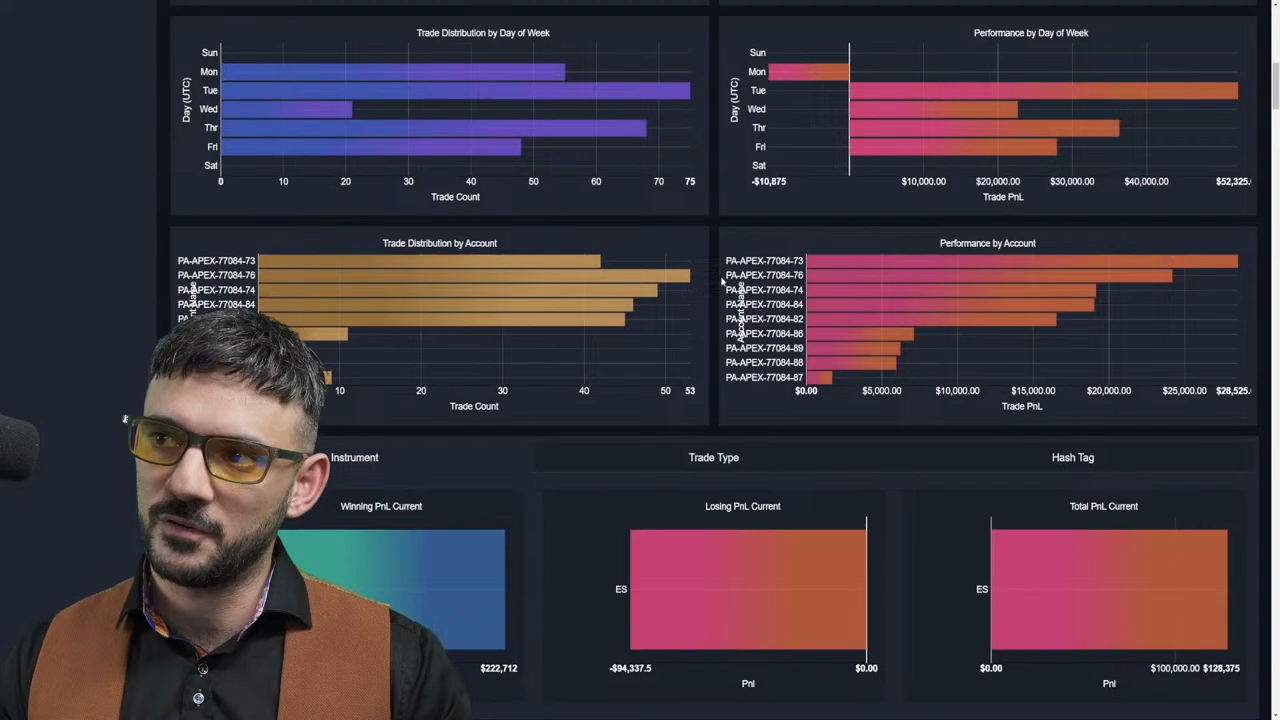 Trade Distribution by Day of Week
Sun
Mon
Tue
Wed
Thr
Fri
Sat
Day (UTC)
0 10 20 30 40 50 60 70 75
Trade Count
Performance by Day of Week
Sun
Mon
Tue
Wed
Thr
Fri
Sat
Day (UTC)
-$10,875 $10,000.00 $20,000.00 $30,000.00 $40,000.00 $52,325.
Trade PnL
Trade Distribution by Account
PA-APEX-77084-73
PA-APEX-77084-76
PA-APEX-77084-74
PA-APEX-77084-84
10 20 30 40 50 53
Trade Count
Performance by Account
PA-APEX-77084-73
PA-APEX-77084-76
PA-APEX-77084-74
PA-APEX-77084-84
PA-APEX-77084-82
PA-APEX-77084-86
PA-APEX-77084-89
PA-APEX-77084-88
PA-APEX-77084-87
Account Name
$0.00 $5,000.00 $10,000.00 $15,000.00 $20,000.00 $25,000.00 $28,525.
Trade PnL
Instrument Trade Type Hash Tag
Winning PnL Current
$222,712
Losing PnL Current
ES
-$94,337.5 $0.00
Pnl
Total PnL Current
ES
$0.00 $100,000.00 $128,375
Pnl